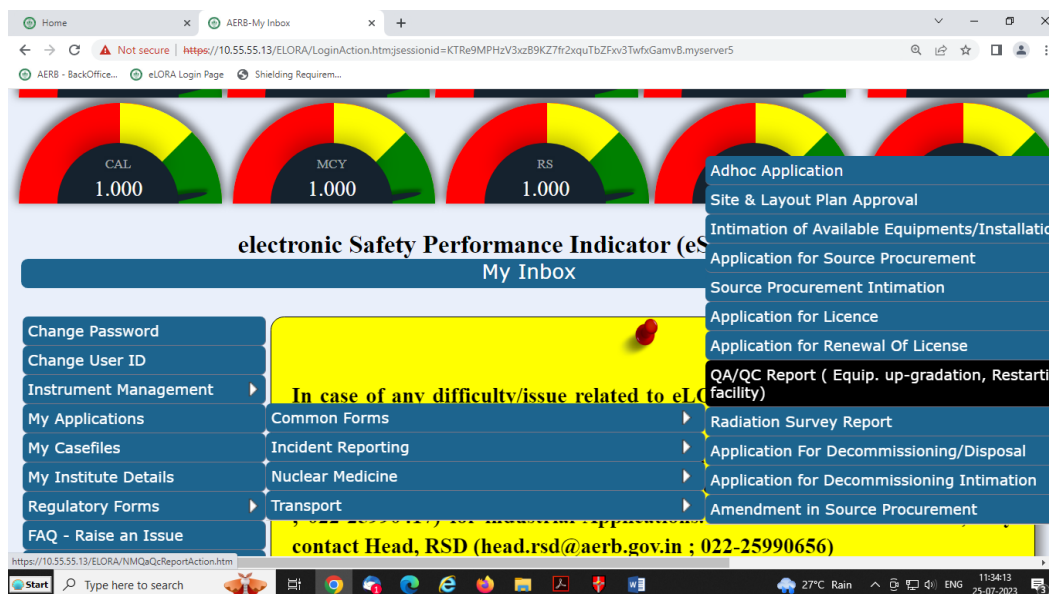 Home
AERB-My Inbox
Not secure | https://10.55.55.13/ELORA/LoginAction.htm;jsessionid=KTRe9MPHzV3xzB9KZ7fr2xquTbZFxv3TwfxGamvB.myserver5
AERB - BackOffice...
eLORA Login Page
Shielding Requirem...
CAL
1.000
MCY
1.000
RS
1.000
electronic Safety Performance Indicator (eS
My Inbox
In case of any difficulty/issue related to eLO
contact Head, RSD (head.rsd@aerb.gov.in ; 022-25990656)
Change Password
Change User ID
Instrument Management
My Applications
My Casefiles
My Institute Details
Regulatory Forms
FAQ - Raise an Issue
Common Forms
Incident Reporting
Nuclear Medicine
Transport
Adhoc Application
Site & Layout Plan Approval
Intimation of Available Equipments/Installatio
Application for Source Procurement
Source Procurement Intimation
Application for Licence
Application for Renewal Of License
QA/QC Report ( Equip. up-gradation, Restarti
facility)
Radiation Survey Report
Application For Decommissioning/Disposal
Application for Decommissioning Intimation
Amendment in Source Procurement
https://10.55.55.13/ELORA/NMQaQcReportAction.htm
Start
Type here to search
27°C Rain
ENG
11:34:13
25-07-2023